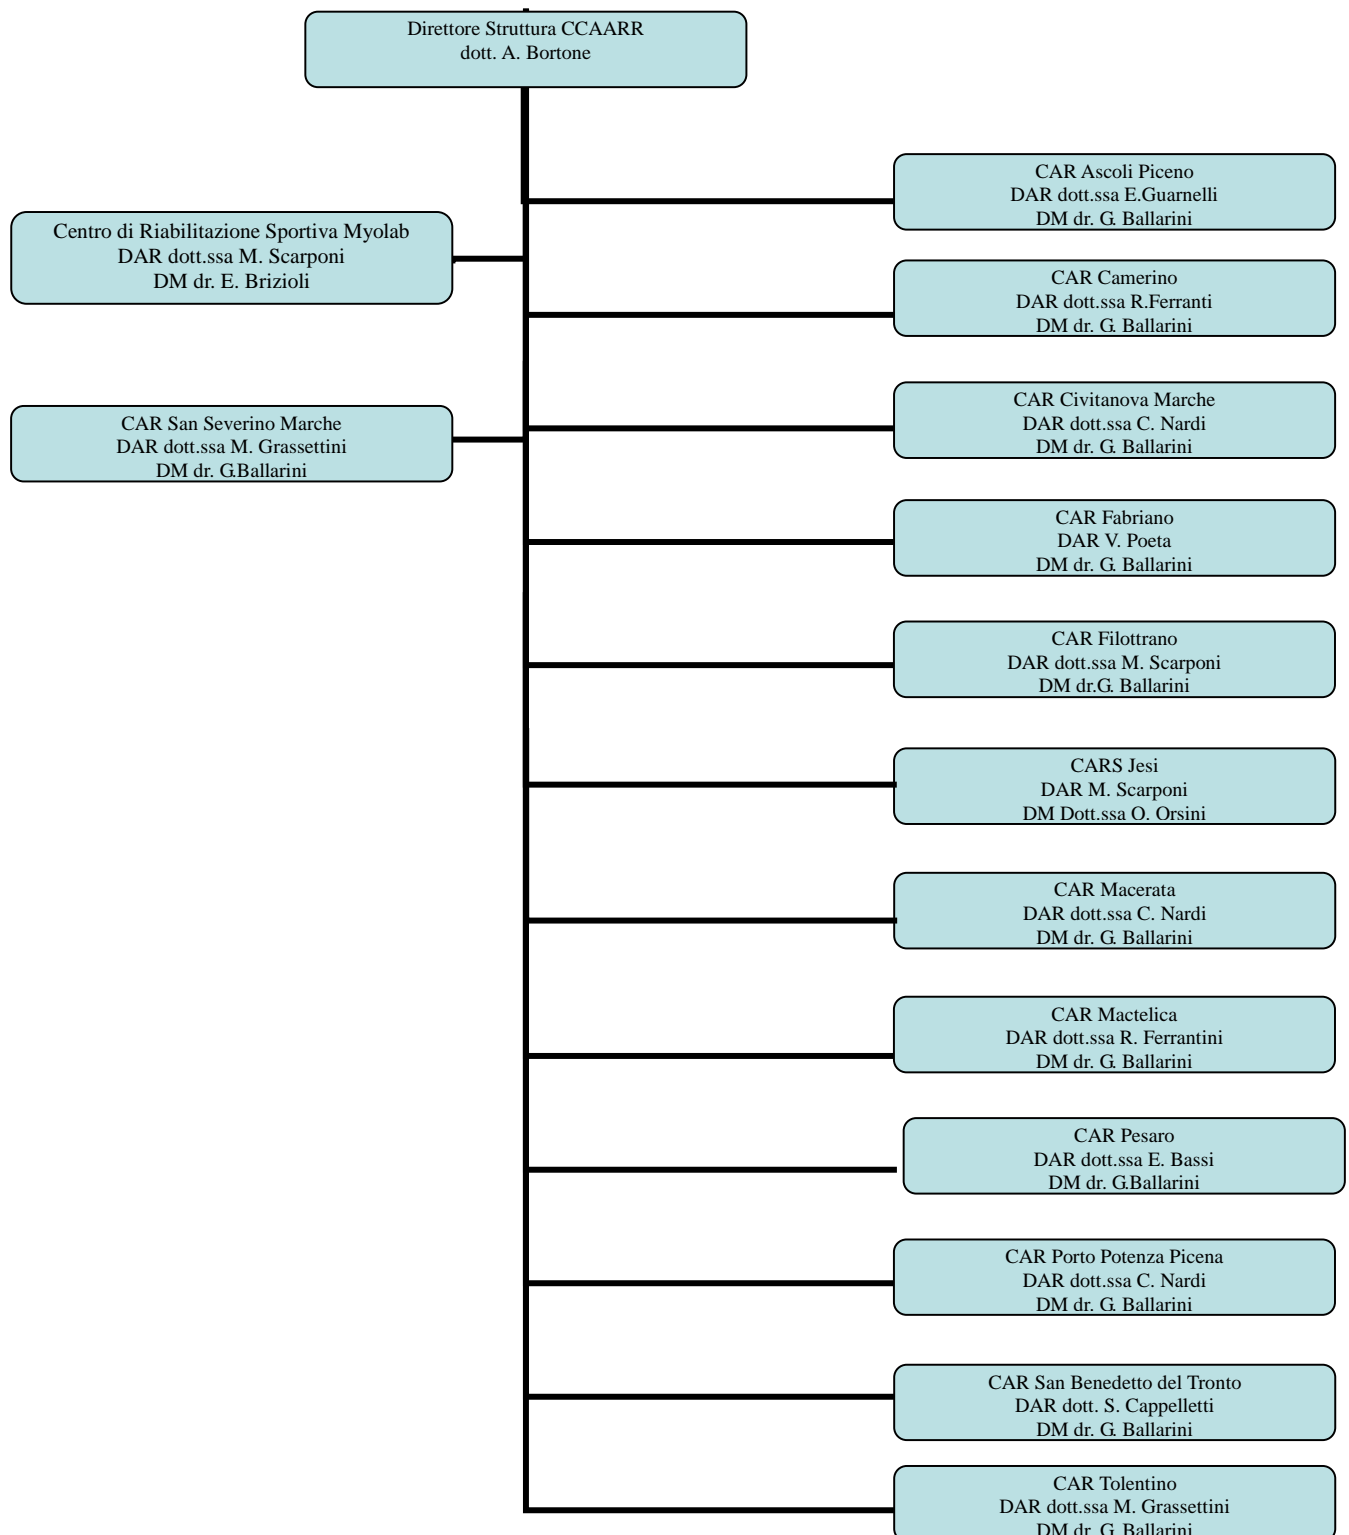 Direttore Struttura CCAARR
dott. A. Bortone
Centro di Riabilitazione Sportiva Myolab
DAR dott.ssa M. Scarponi
DM dr. E. Brizioli
CAR San Severino Marche
DAR dott.ssa M. Grassettini
DM dr. G.Ballarini
CAR Ascoli Piceno
DAR dott.ssa E.Guarnelli
DM dr. G. Ballarini
CAR Camerino
DAR dott.ssa R.Ferranti
DM dr. G. Ballarini
CAR Civitanova Marche
DAR dott.ssa C. Nardi
DM dr. G. Ballarini
CAR Fabriano
DAR V. Poeta
DM dr. G. Ballarini
CAR Filottrano
DAR dott.ssa M. Scarponi
DM dr.G. Ballarini
CARS Jesi
DAR M. Scarponi
DM Dott.ssa O. Orsini
CAR Macerata
DAR dott.ssa C. Nardi
DM dr. G. Ballarini
CAR Mactelica
DAR dott.ssa R. Ferrantini
DM dr. G. Ballarini
CAR Pesaro
DAR dott.ssa E. Bassi
DM dr. G.Ballarini
CAR Porto Potenza Picena
DAR dott.ssa C. Nardi
DM dr. G. Ballarini
CAR San Benedetto del Tronto
DAR dott. S. Cappelletti
DM dr. G. Ballarini
CAR Tolentino
DAR dott.ssa M. Grassettini
DM dr. G. Ballarini